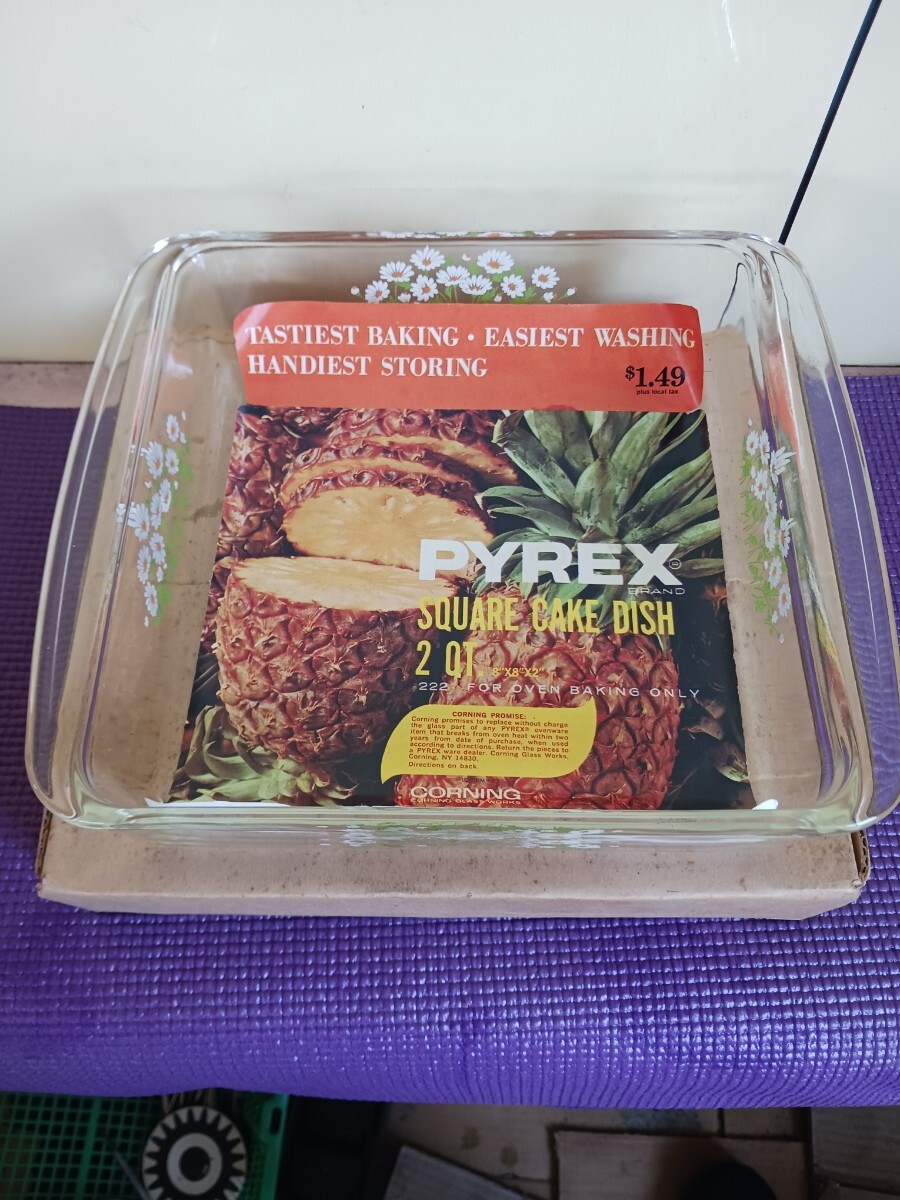 TASTIEST BAKING • EASIEST WASHING
HANDIEST STORING
$1.49
plus local tax
PYREX®
BRAND
SQUARE CAKE DISH
2 QT. 8"X8"X2"
222 FOR OVEN BAKING ONLY
CORNING PROMISE:
Corning promises to replace without charge
the glass part of any PYREX® ovenware
item that breaks from oven heat within two
years from date of purchase, when used
according to directions. Return the pieces to
a PYREX ware dealer. Corning Glass Works,
Corning, NY 14830.
Directions on back.
CORNING
CORNING GLASS WORKS